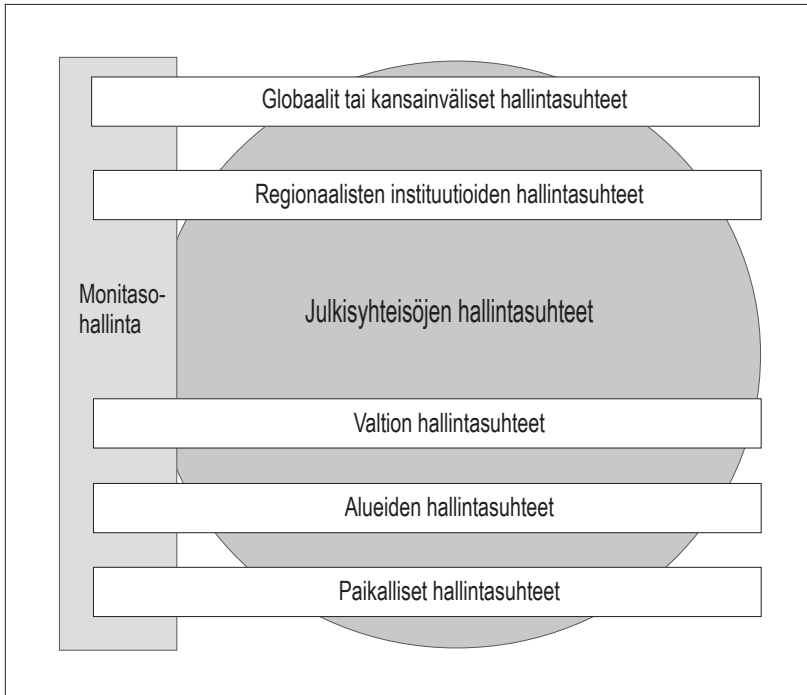 Globaalit tai kansainväliset hallintasuhteet
Regionaalisten instituutioiden hallintasuhteet
Monitaso-
hallinta
Julkisyhteisöjen hallintasuhteet
Valtion hallintasuhteet
Alueiden hallintasuhteet
Paikalliset hallintasuhteet